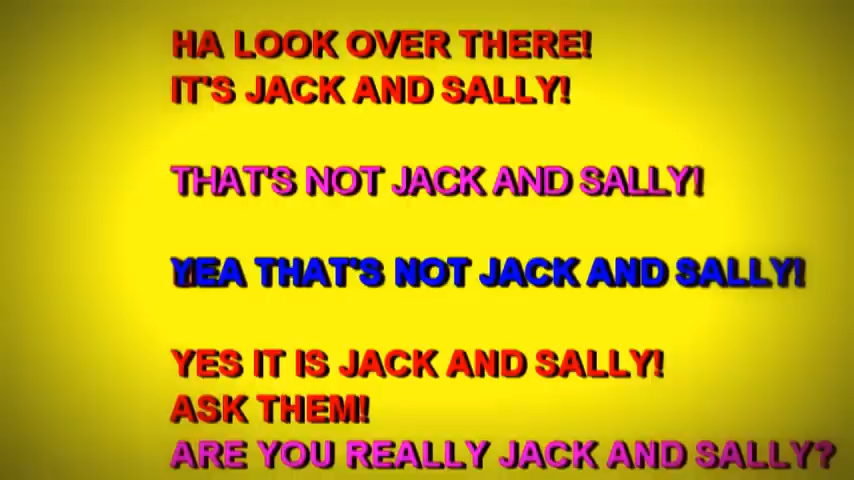 HA LOOK OVER THERE!
IT'S JACK AND SALLY!
THAT'S NOT JACK AND SALLY!
YEA THAT'S NOT JACK AND SALLY!
YES IT IS JACK AND SALLY!
ASK THEM!
ARE YOU REALLY JACK AND SALLY?